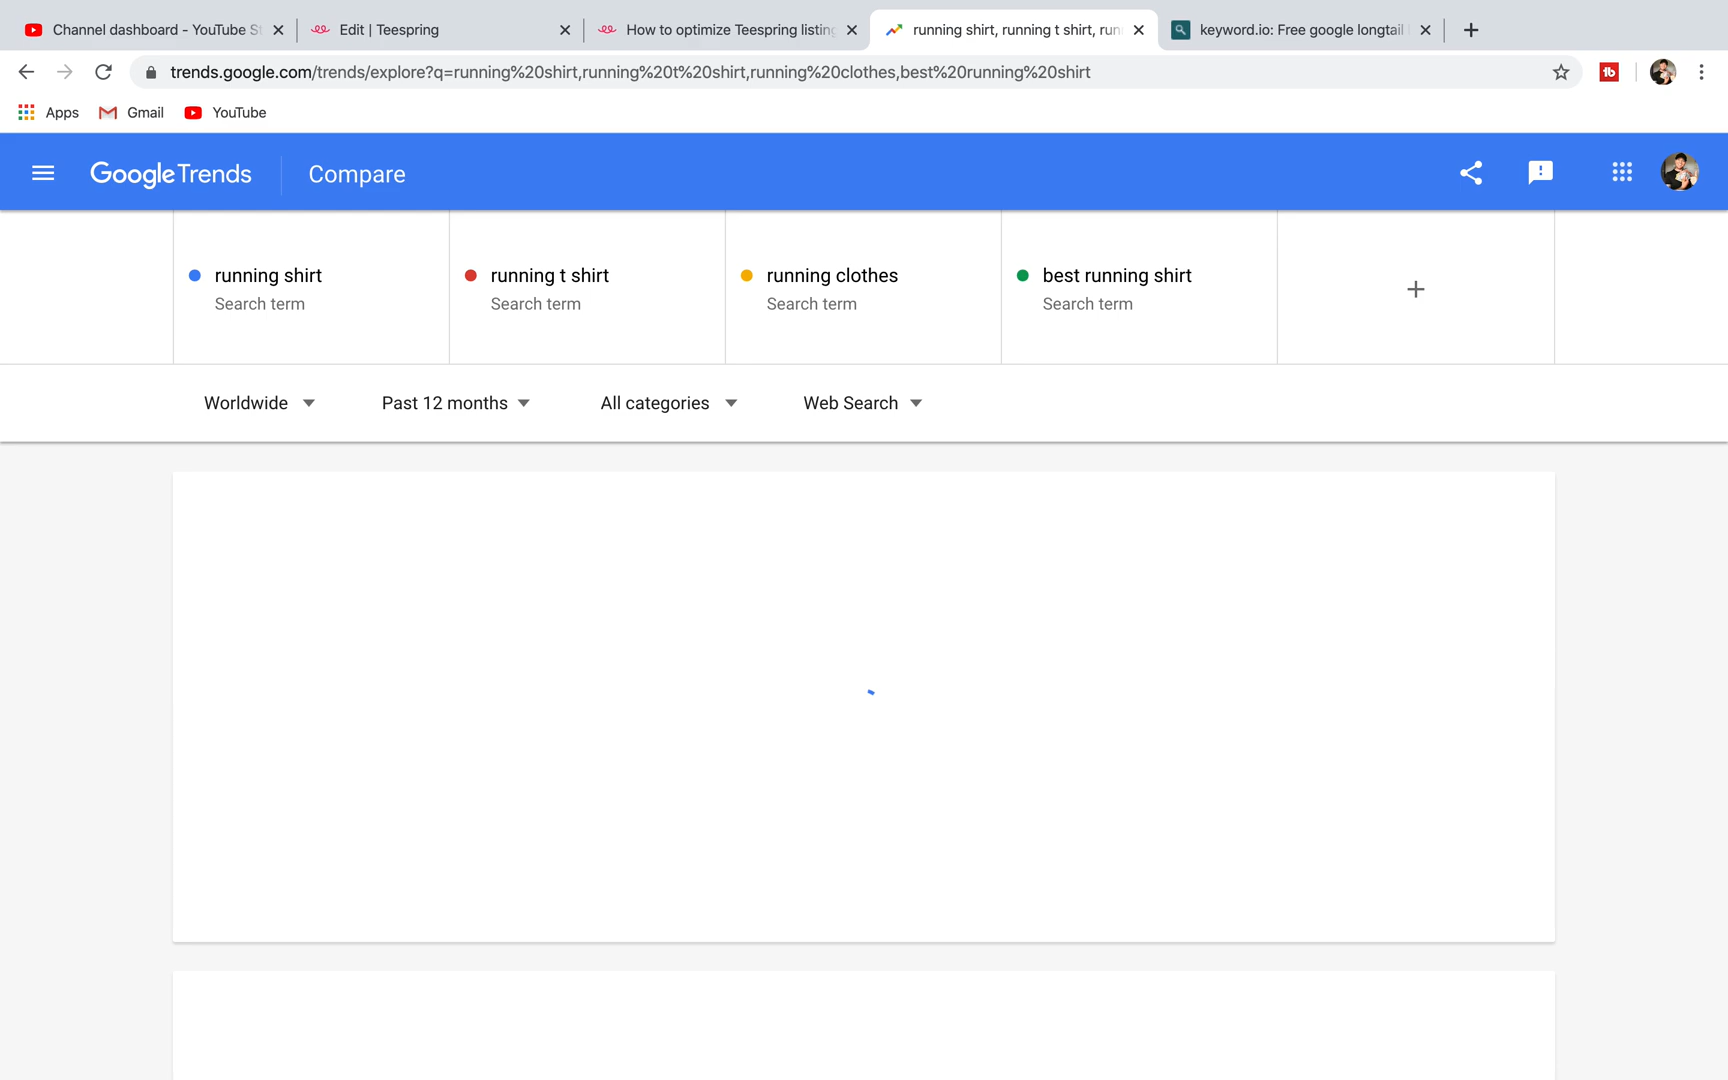 Channel dashboard - YouTube St
Edit | Teespring
How to optimize Teespring listing
running shirt, running t shirt, run
keyword.io: Free google longtail
trends.google.com/trends/explore?q=running%20shirt,running%20t%20shirt,running%20clothes,best%20running%20shirt
Apps
Gmail
YouTube
Google Trends
Compare
running shirt
Search term
running t shirt
Search term
running clothes
Search term
best running shirt
Search term
Worldwide
Past 12 months
All categories
Web Search